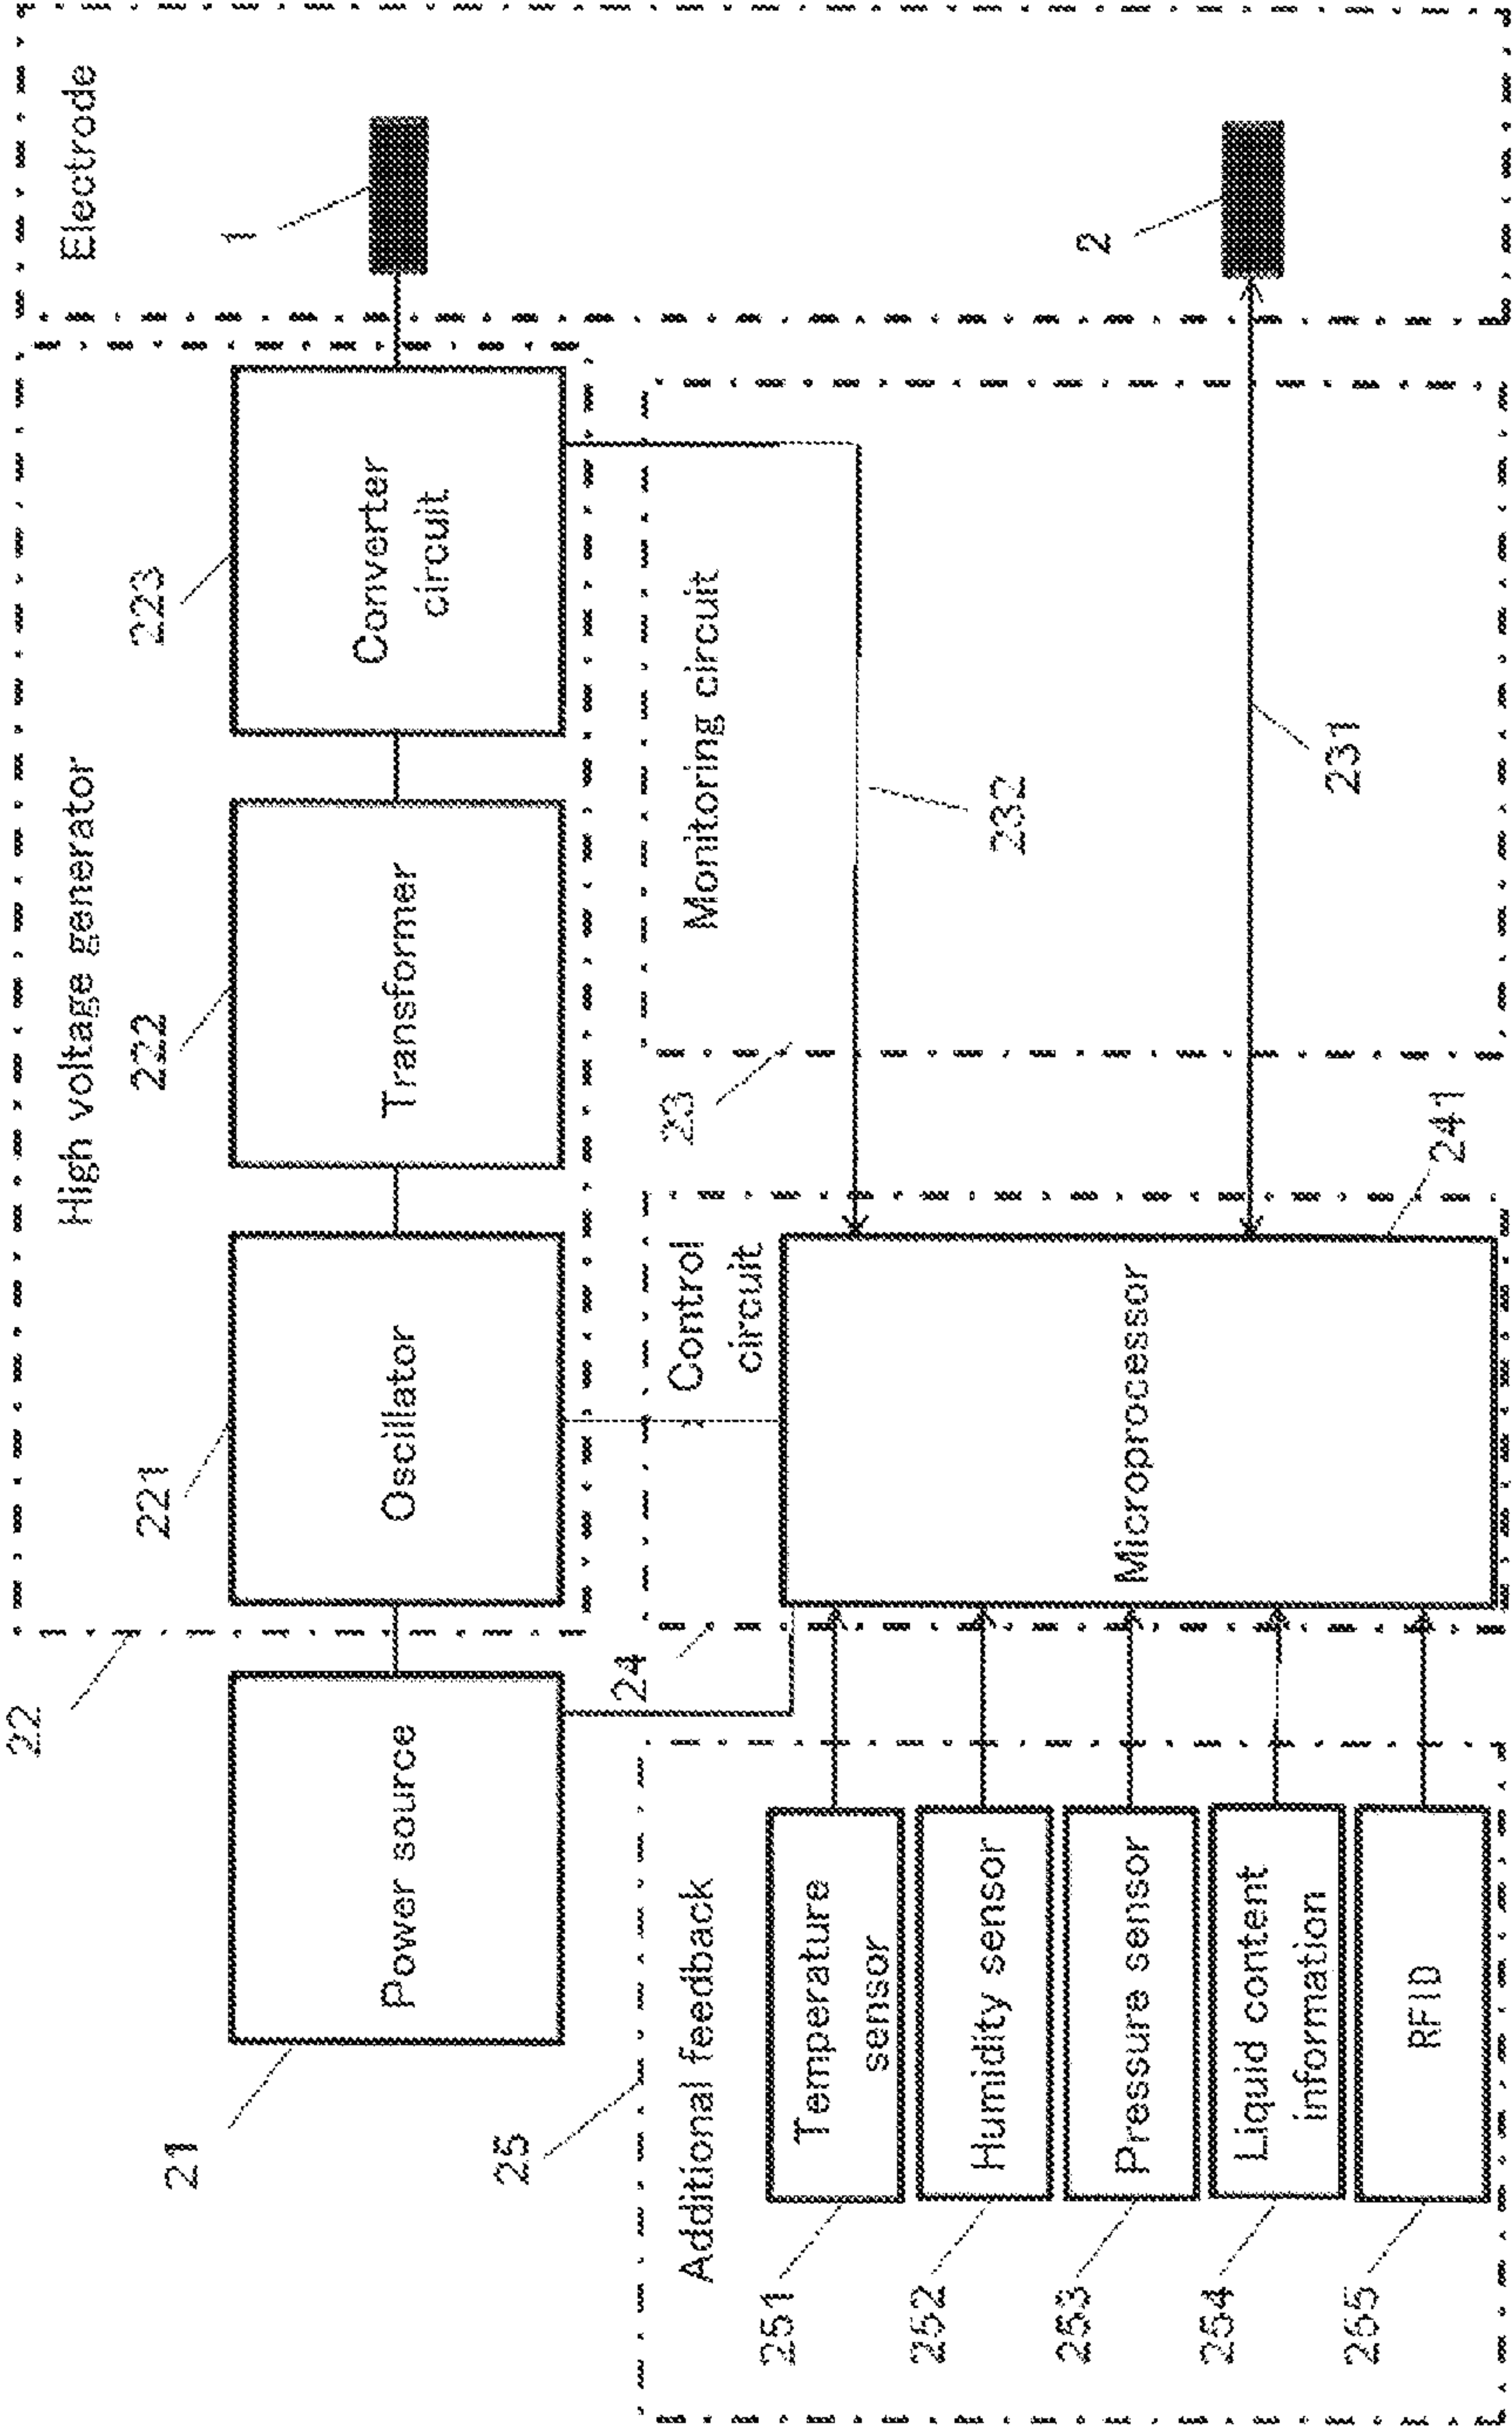 22
High voltage generator
Electrode
21
221
222
223
1
Power source
Oscillator
Transformer
Converter
circuit
25
24
23
Additional feedback
Control
circuit
Monitoring circuit
251
Temperature
sensor
252
Humidity sensor
232
253
Pressure sensor
Microprocessor
2
254
Liquid content
information
231
255
RFID
241